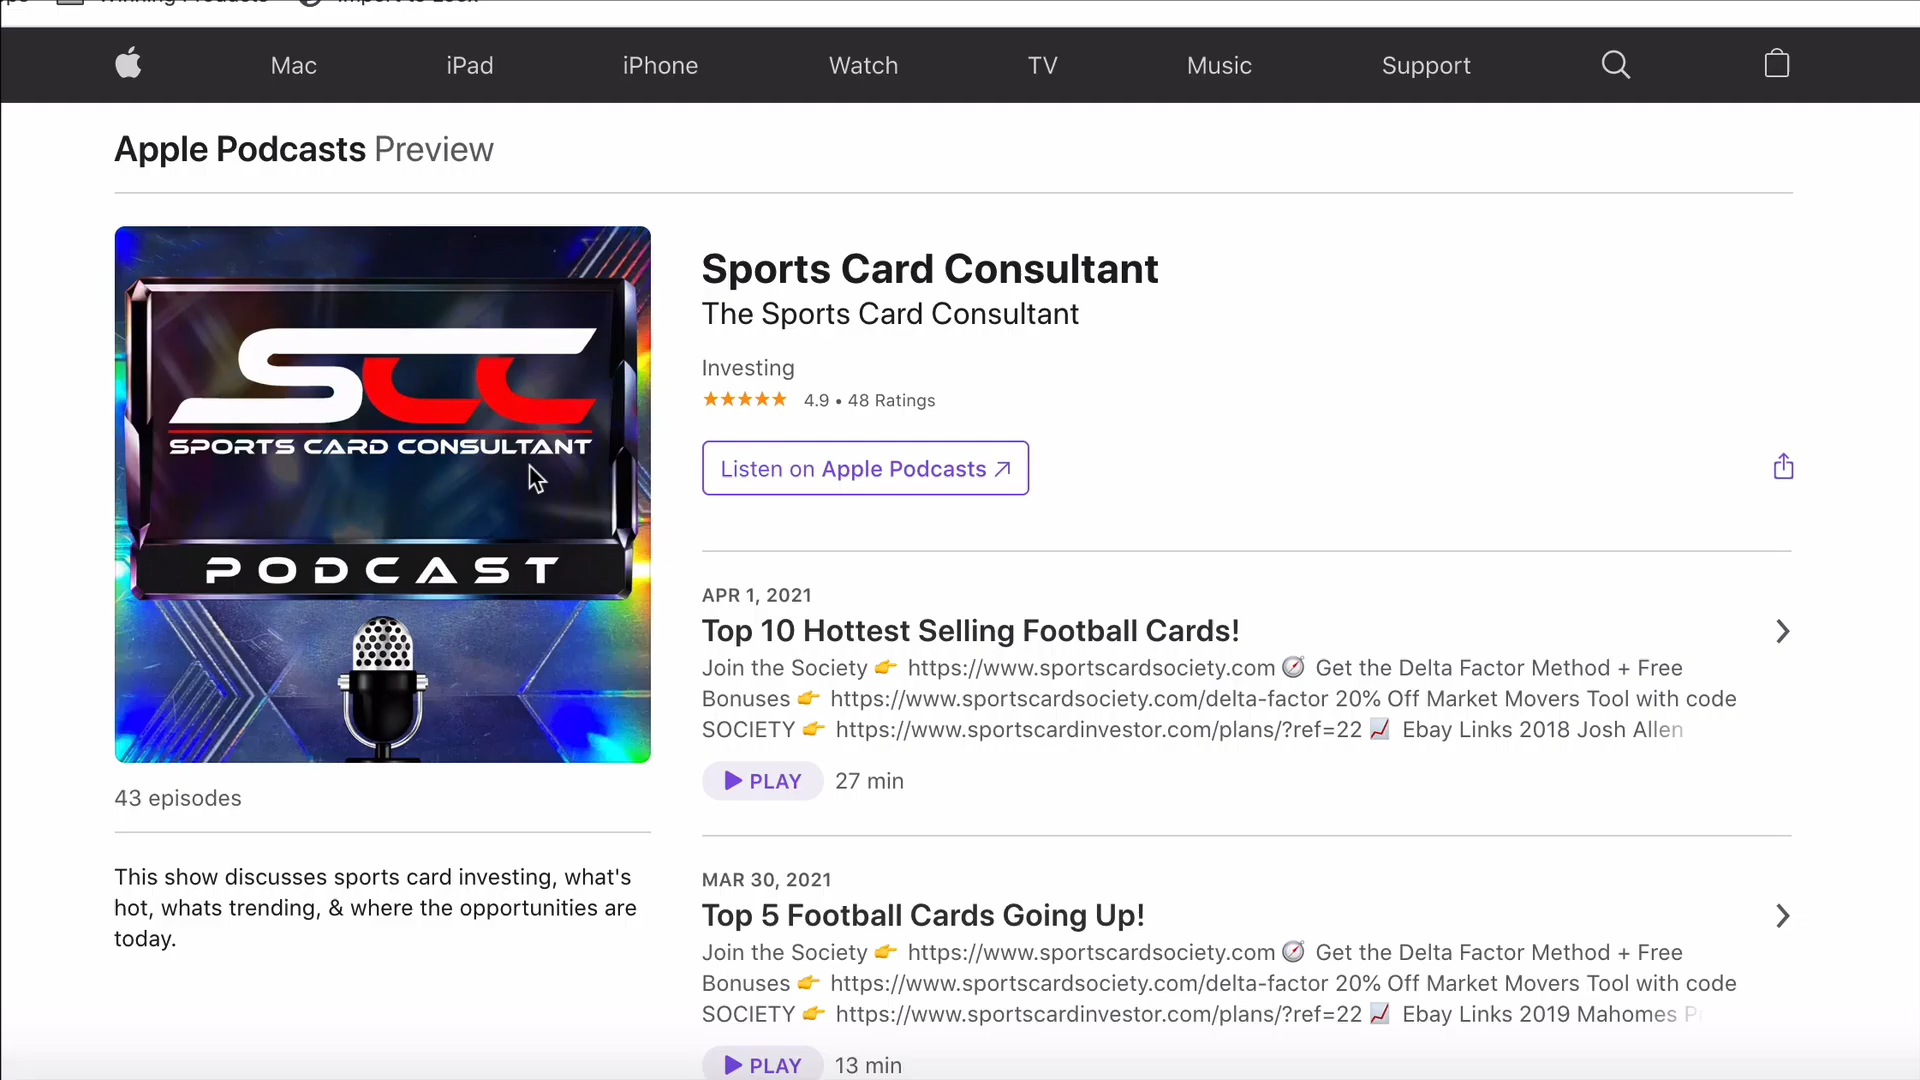 Mac iPad iPhone Watch TV Music Support
Apple Podcasts Preview
SCC
SPORTS CARD CONSULTANT
PODCAST
43 episodes
This show discusses sports card investing, what's
hot, whats trending, & where the opportunities are
today.
Sports Card Consultant
The Sports Card Consultant
Investing
★★★★★ 4.9 • 48 Ratings
Listen on Apple Podcasts ↗
APR 1, 2021
Top 10 Hottest Selling Football Cards!
Join the Society 👉 https://www.sportscardsociety.com 🧭 Get the Delta Factor Method + Free
Bonuses 👉 https://www.sportscardsociety.com/delta-factor 20% Off Market Movers Tool with code
SOCIETY 👉 https://www.sportscardinvestor.com/plans/?ref=22 📈 Ebay Links 2018 Josh Allen
▶ PLAY 27 min
MAR 30, 2021
Top 5 Football Cards Going Up!
Join the Society 👉 https://www.sportscardsociety.com 🧭 Get the Delta Factor Method + Free
Bonuses 👉 https://www.sportscardsociety.com/delta-factor 20% Off Market Movers Tool with code
SOCIETY 👉 https://www.sportscardinvestor.com/plans/?ref=22 📈 Ebay Links 2019 Mahomes
▶ PLAY 13 min